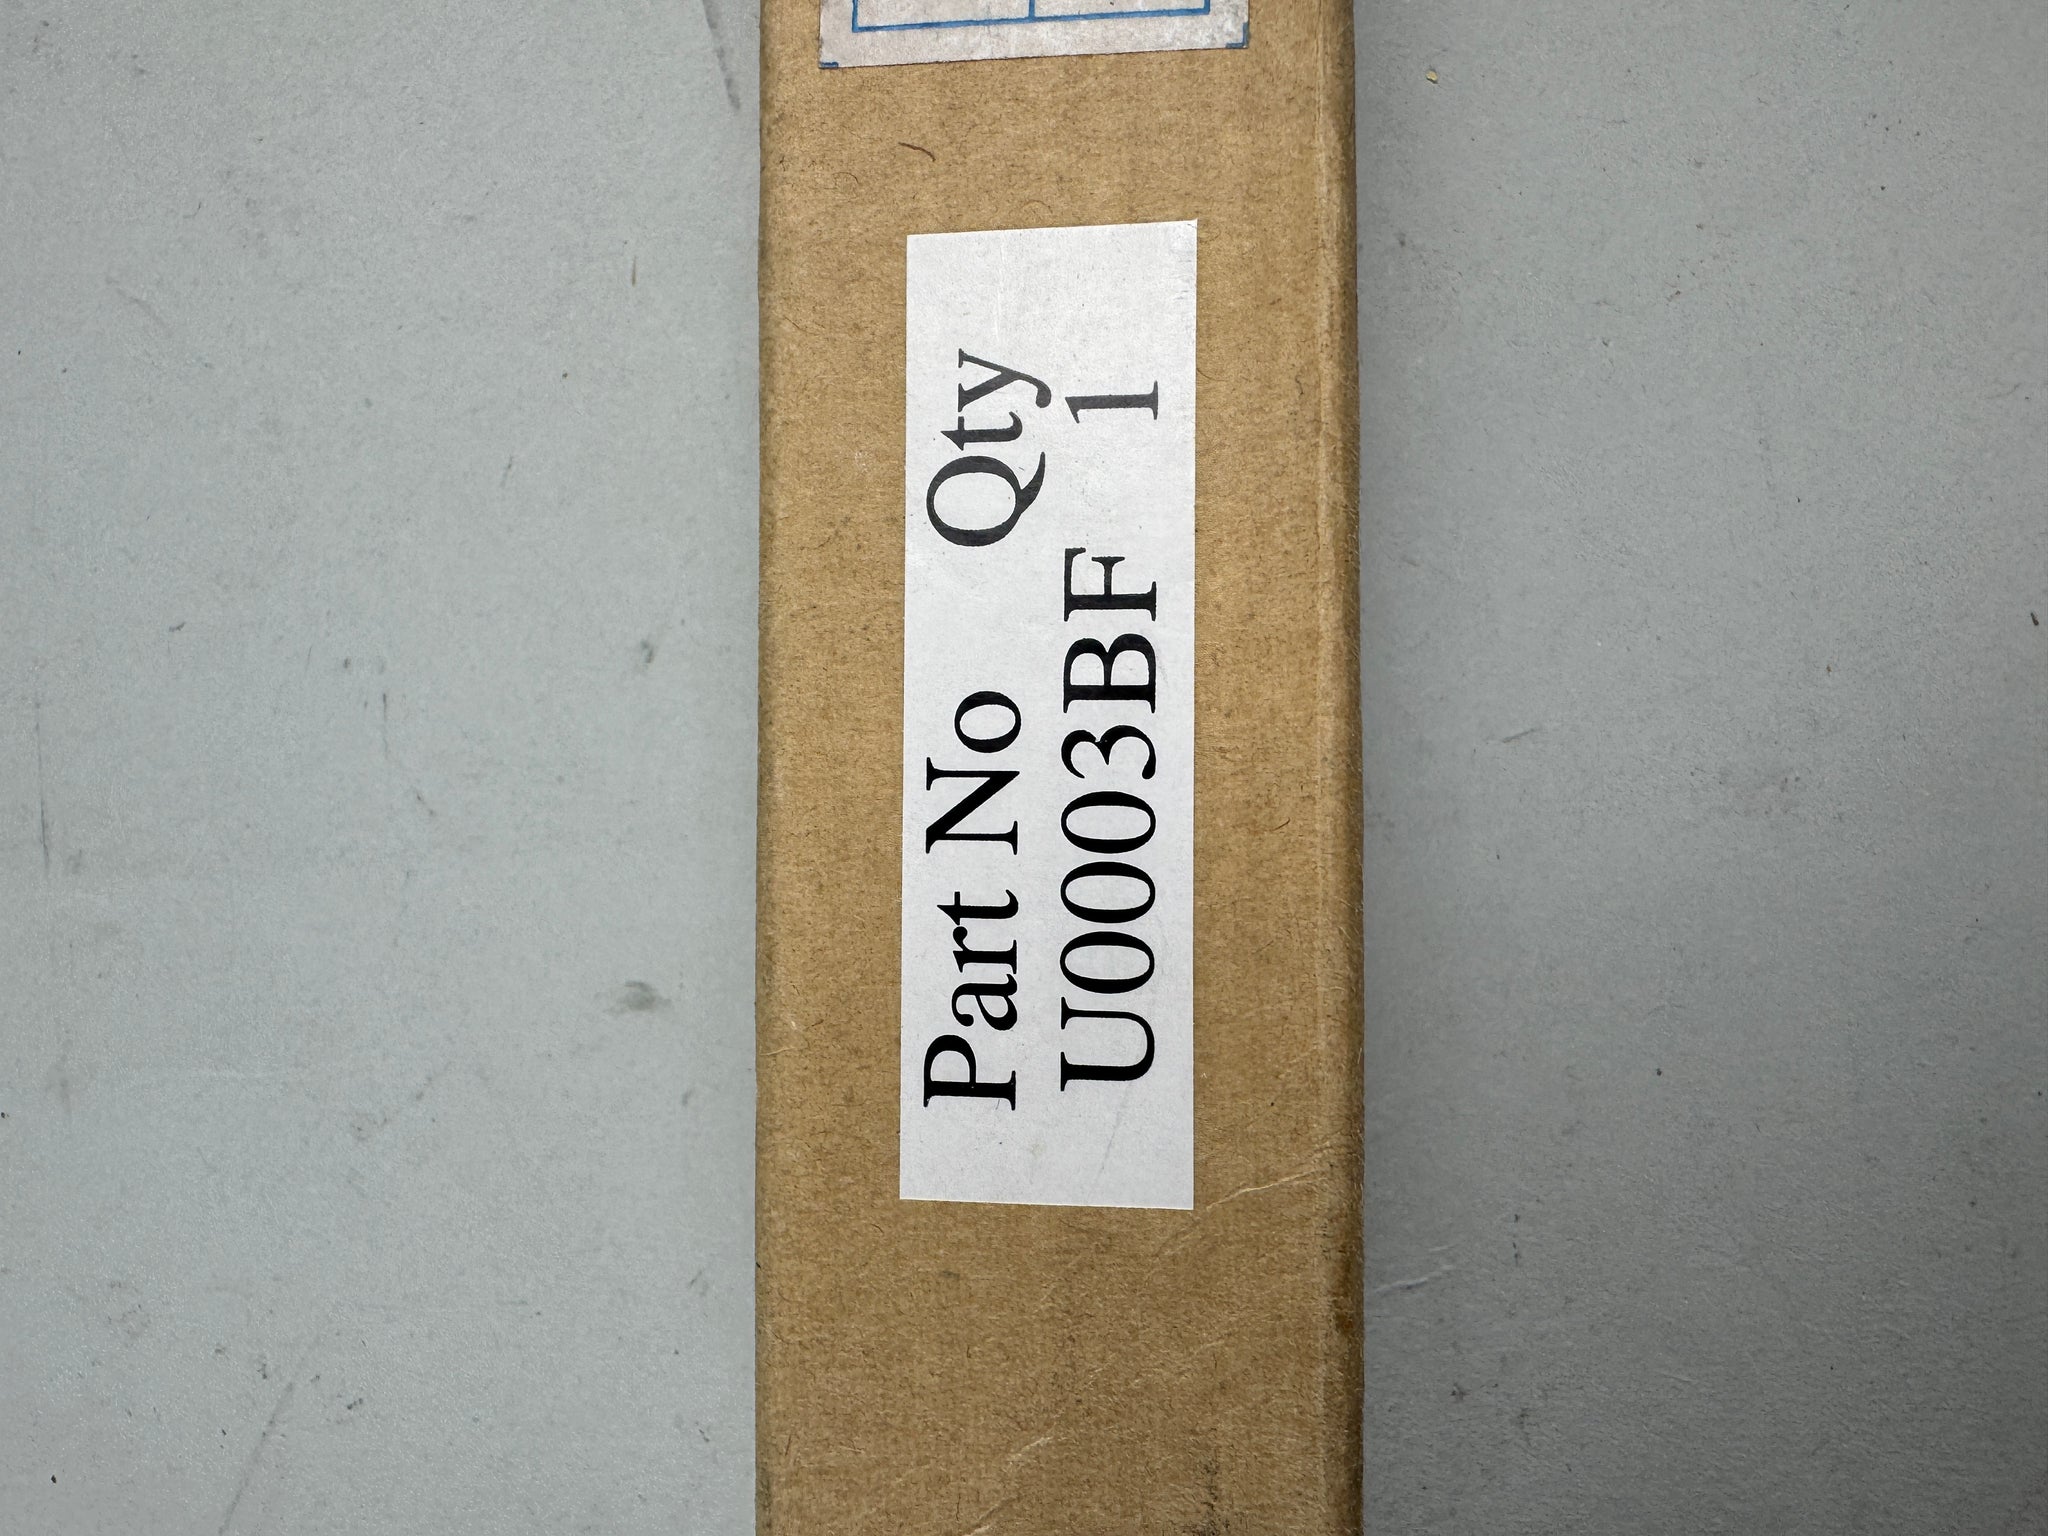 Part No Qty
U0003BF 1